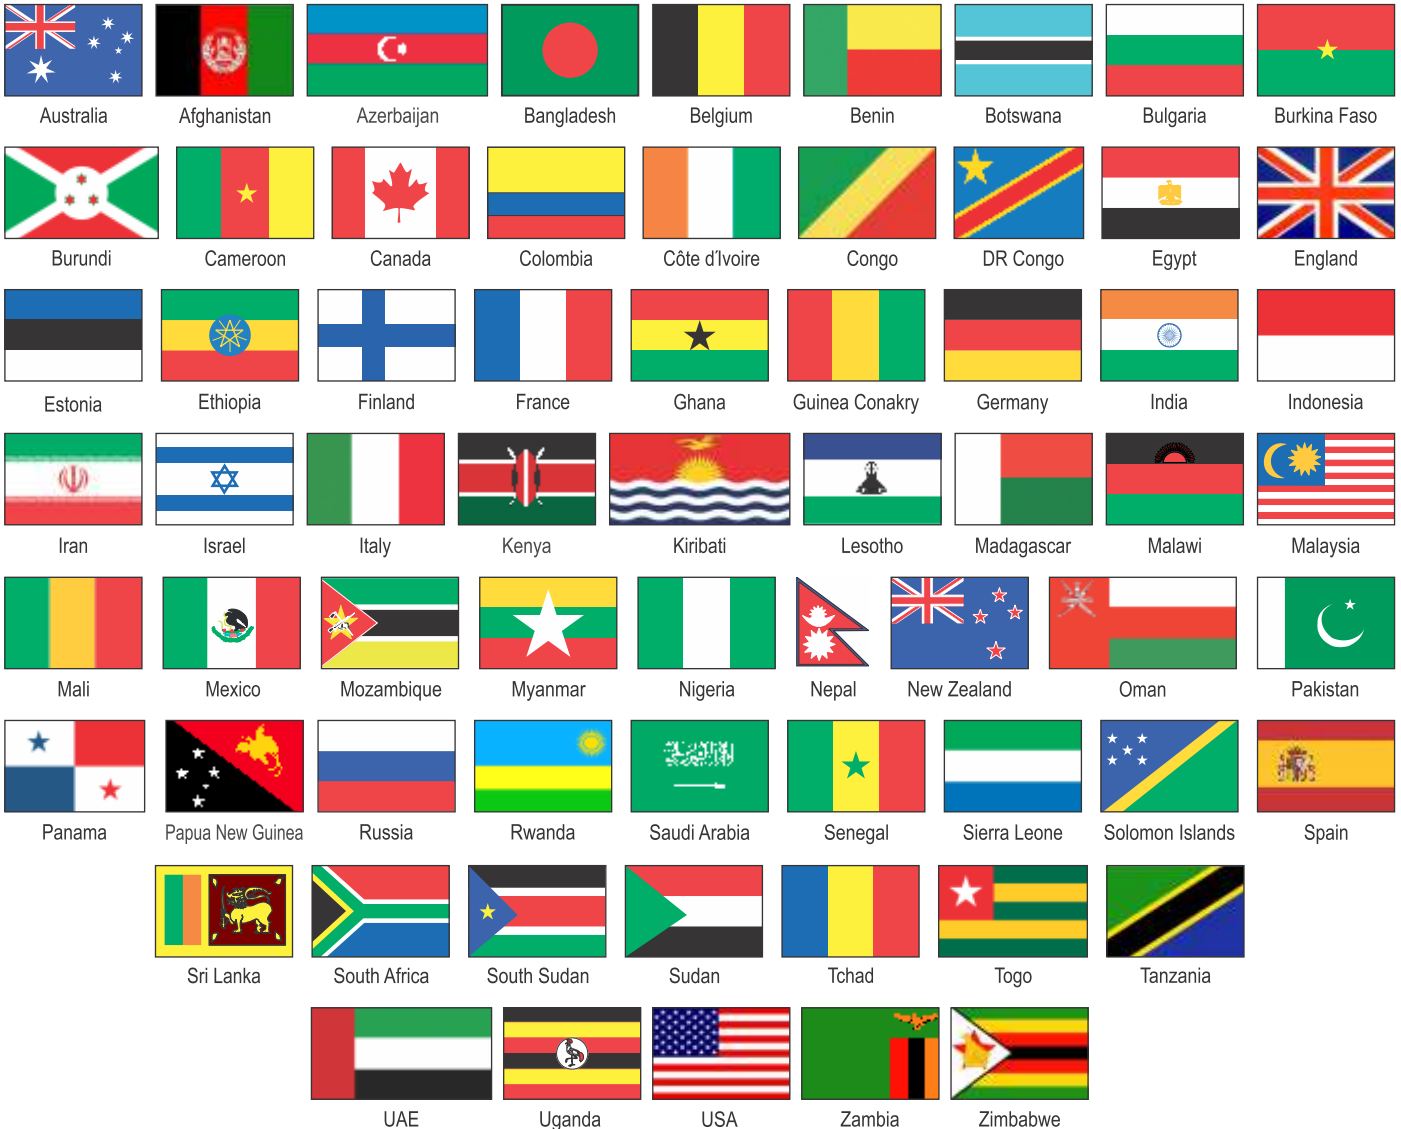 Australia
Afghanistan
Azerbaijan
Bangladesh
Belgium
Benin
Botswana
Bulgaria
Burkina Faso
Burundi
Cameroon
Canada
Colombia
Côte d'Ivoire
Congo
DR Congo
Egypt
England
Estonia
Ethiopia
Finland
France
Ghana
Guinea Conakry
Germany
India
Indonesia
Iran
Israel
Italy
Kenya
Kiribati
Lesotho
Madagascar
Malawi
Malaysia
Mali
Mexico
Mozambique
Myanmar
Nigeria
Nepal
New Zealand
Oman
Pakistan
Panama
Papua New Guinea
Russia
Rwanda
Saudi Arabia
Senegal
Sierra Leone
Solomon Islands
Spain
Sri Lanka
South Africa
South Sudan
Sudan
Tchad
Togo
Tanzania
UAE
Uganda
USA
Zambia
Zimbabwe